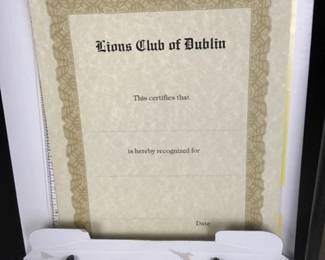 Lions Club of Dublin
This certifies that
is hereby recognized for
Date